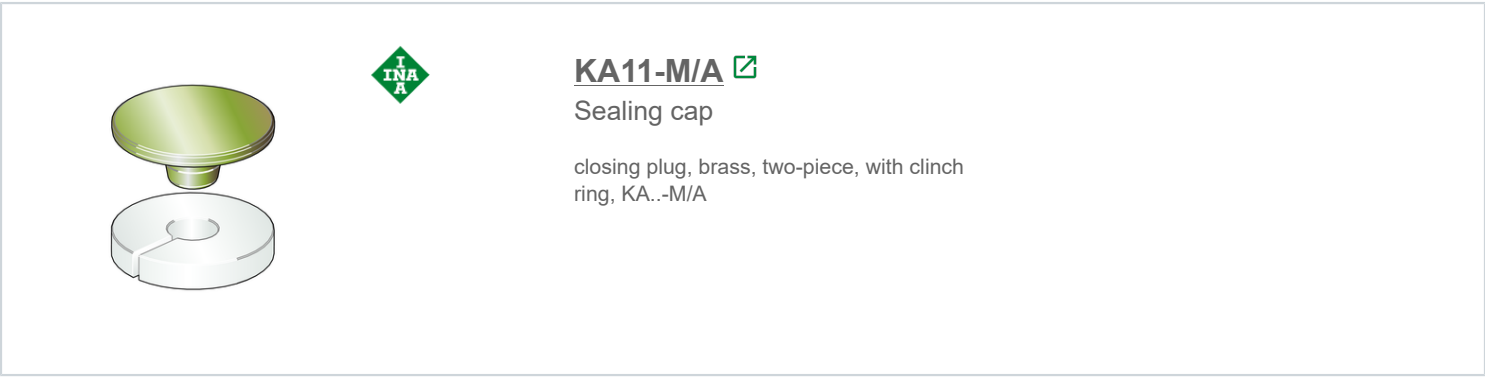 I
INA
A
KA11-M/A
Sealing cap
closing plug, brass, two-piece, with clinch
ring, KA..-M/A